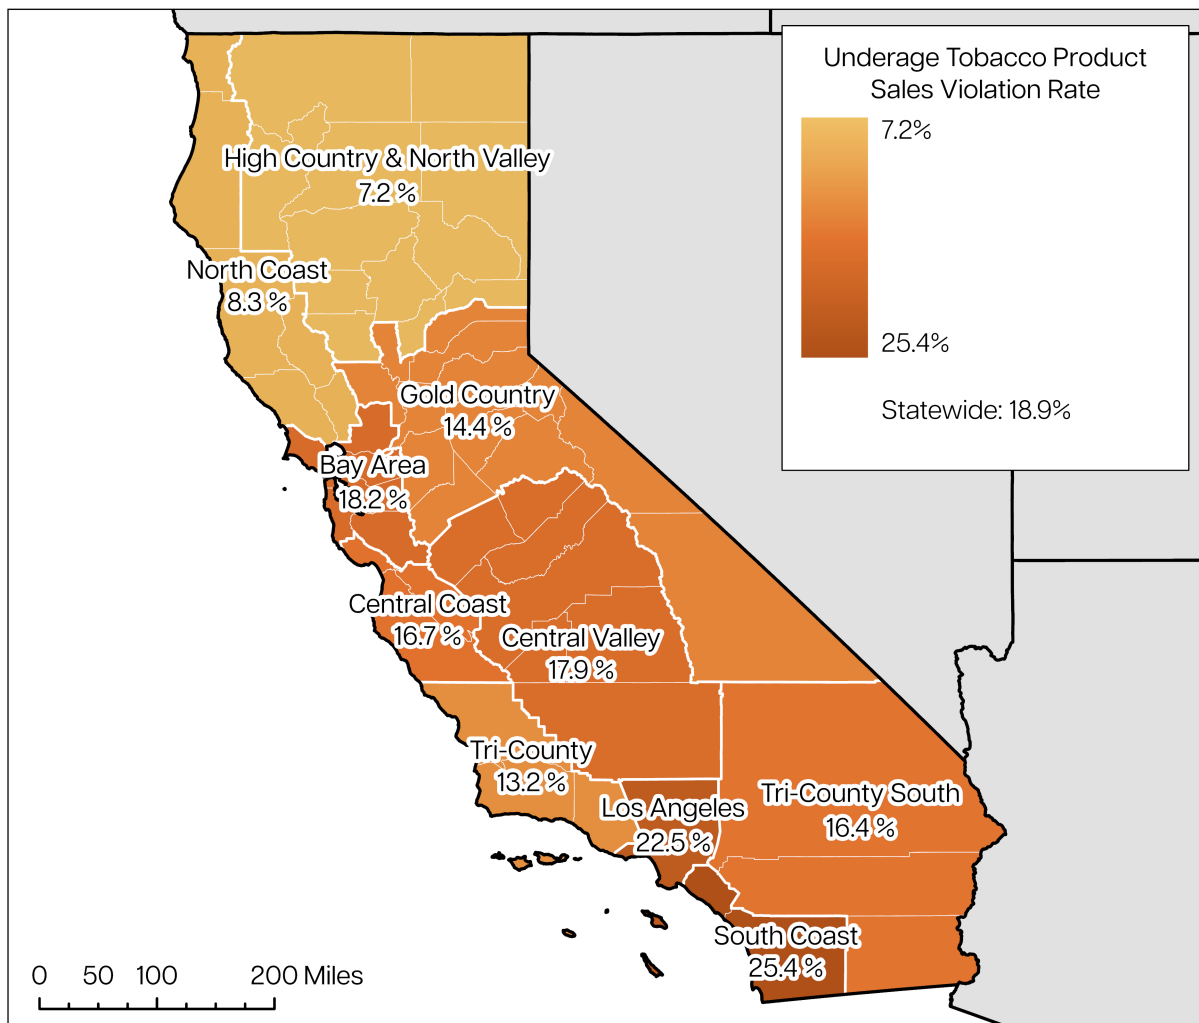 Underage Tobacco Product
Sales Violation Rate
7.2%
25.4%
Statewide: 18.9%
High Country & North Valley
7.2 %
North Coast
8.3 %
Gold Country
14.4 %
Bay Area
18.2 %
Central Coast
16.7 %
Central Valley
17.9 %
Tri-County
13.2 %
Los Angeles
22.5 %
Tri-County South
16.4 %
South Coast
25.4 %
0 50 100 200 Miles